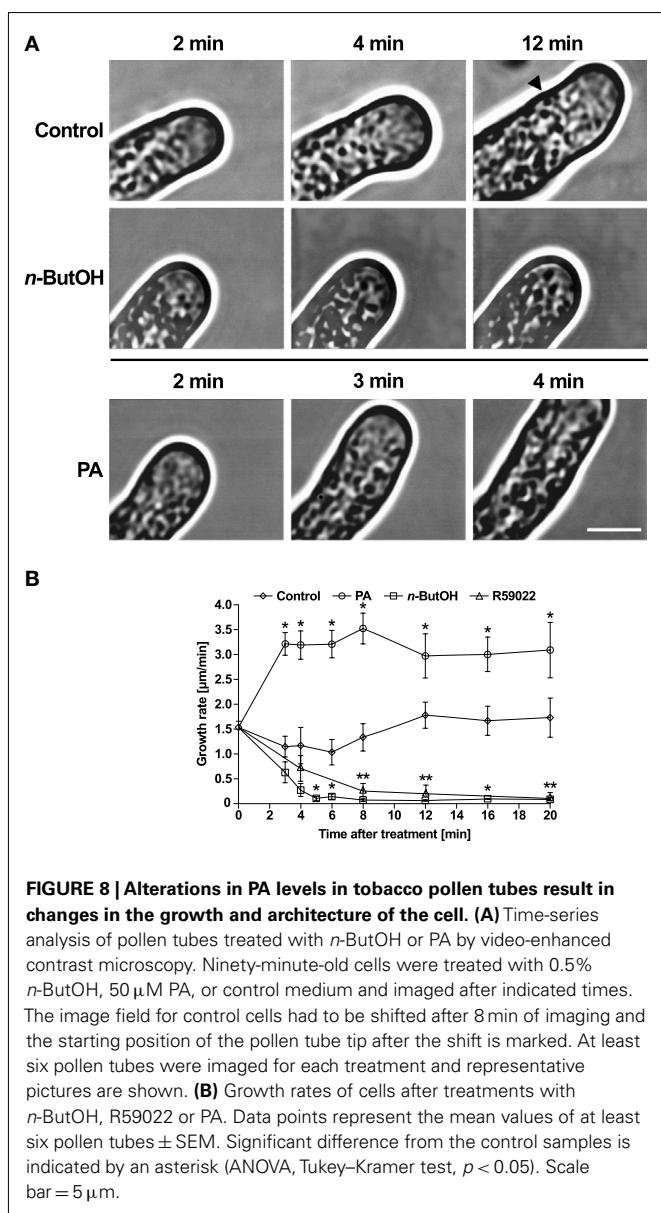 A
2 min 4 min 12 min
Control
n-ButOH
2 min 3 min 4 min
PA
B
Control PA n-ButOH R59022
4.0
3.5
3.0
2.5
2.0
1.5
1.0
0.5
0
Growth rate [µm/min]
* * * * * * *
* * ** ** * **
0 2 4 6 8 10 12 14 16 18 20
Time after treatment [min]
FIGURE 8 | Alterations in PA levels in tobacco pollen tubes result in
changes in the growth and architecture of the cell. (A) Time-series
analysis of pollen tubes treated with n-ButOH or PA by video-enhanced
contrast microscopy. Ninety-minute-old cells were treated with 0.5%
n-ButOH, 50 µM PA, or control medium and imaged after indicated times.
The image field for control cells had to be shifted after 8 min of imaging and
the starting position of the pollen tube tip after the shift is marked. At least
six pollen tubes were imaged for each treatment and representative
pictures are shown. (B) Growth rates of cells after treatments with
n-ButOH, R59022 or PA. Data points represent the mean values of at least
six pollen tubes ± SEM. Significant difference from the control samples is
indicated by an asterisk (ANOVA, Tukey–Kramer test, p < 0.05). Scale
bar = 5 µm.